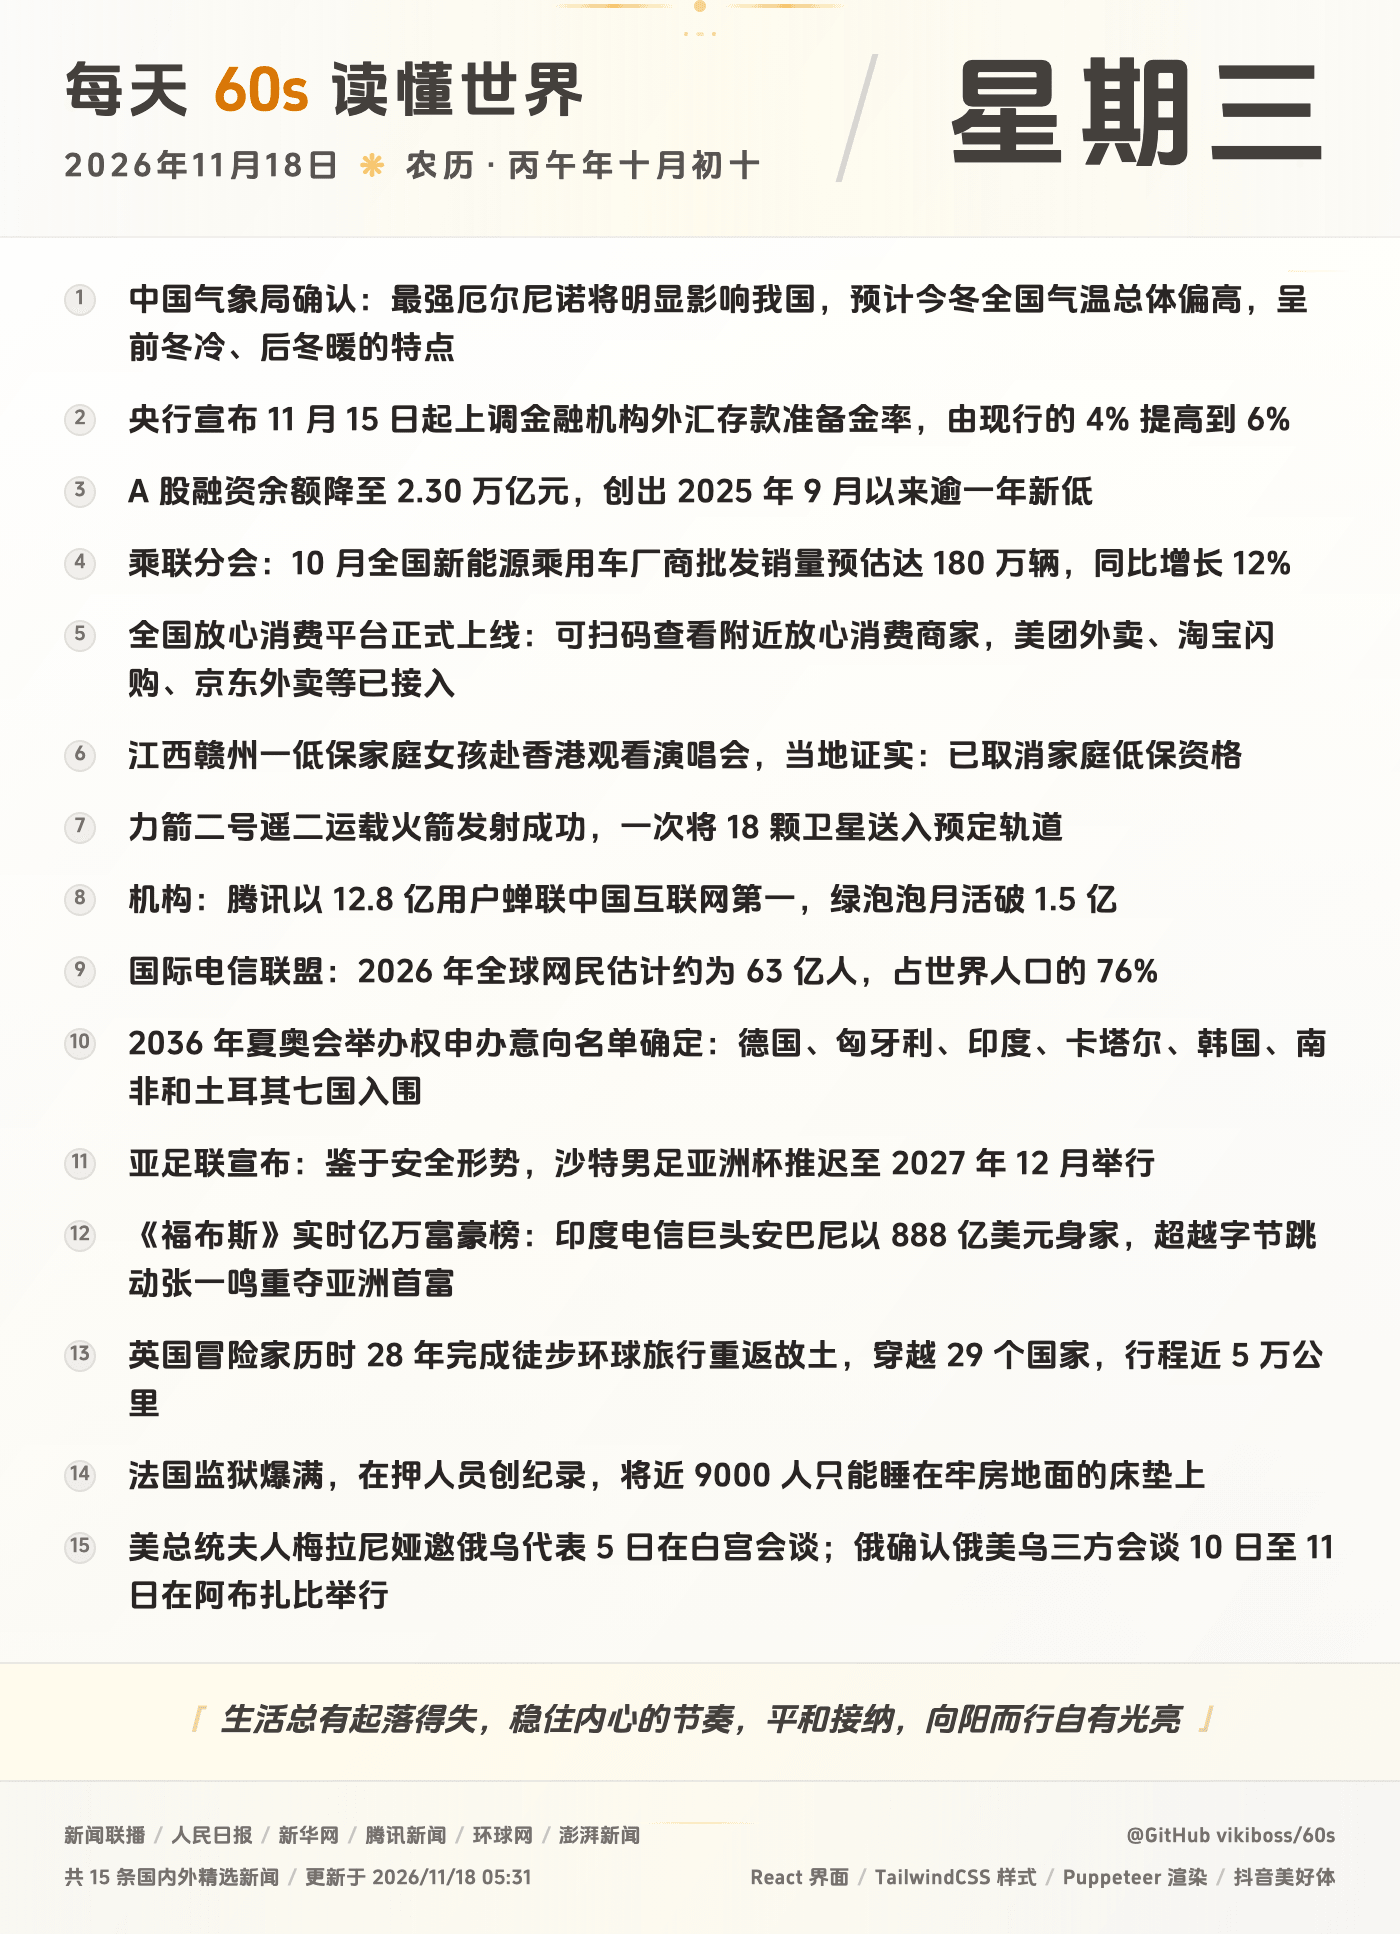 每天 60s 读懂世界
2026年11月18日 农历·丙午年十月初十
星期三
1 中国气象局确认：最强厄尔尼诺将明显影响我国，预计今冬全国气温总体偏高，呈
前冬冷、后冬暖的特点
2 央行宣布 11 月 15 日起上调金融机构外汇存款准备金率，由现行的 4% 提高到 6%
3 A 股融资余额降至 2.30 万亿元，创出 2025 年 9 月以来逾一年新低
4 乘联分会：10 月全国新能源乘用车厂商批发销量预估达 180 万辆，同比增长 12%
5 全国放心消费平台正式上线：可扫码查看附近放心消费商家，美团外卖、淘宝闪
购、京东外卖等已接入
6 江西赣州一低保家庭女孩赴香港观看演唱会，当地证实：已取消家庭低保资格
7 力箭二号遥二运载火箭发射成功，一次将 18 颗卫星送入预定轨道
8 机构：腾讯以 12.8 亿用户蝉联中国互联网第一，绿泡泡月活破 1.5 亿
9 国际电信联盟：2026 年全球网民估计约为 63 亿人，占世界人口的 76%
10 2036 年夏奥会举办权申办意向名单确定：德国、匈牙利、印度、卡塔尔、韩国、南
非和土耳其七国入围
11 亚足联宣布：鉴于安全形势，沙特男足亚洲杯推迟至 2027 年 12 月举行
12 《福布斯》实时亿万富豪榜：印度电信巨头安巴尼以 888 亿美元身家，超越字节跳
动张一鸣重夺亚洲首富
13 英国冒险家历时 28 年完成徒步环球旅行重返故土，穿越 29 个国家，行程近 5 万公
里
14 法国监狱爆满，在押人员创纪录，将近 9000 人只能睡在牢房地面的床垫上
15 美总统夫人梅拉尼娅邀俄乌代表 5 日在白宫会谈；俄确认俄美乌三方会谈 10 日至 11
日在阿布扎比举行
「生活总有起落得失，稳住内心的节奏，平和接纳，向阳而行自有光亮」
新闻联播 / 人民日报 / 新华网 / 腾讯新闻 / 环球网 / 澎湃新闻
@GitHub vikiboss/60s
共 15 条国内外精选新闻 / 更新于 2026/11/18 05:31
React 界面 / TailwindCSS 样式 / Puppeteer 渲染 / 抖音美好体